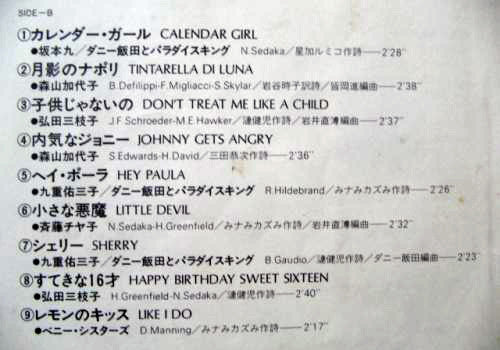 SIDE—B
①カレンダー・ガール CALENDAR GIRL
●坂本九／ダニー飯田とパラダイスキング N.Sedaka／星加ルミコ作詩—2'28"
②月影のナポリ TINTARELLA DI LUNA
●森山加代子 B.Defilippi-F.Migliacci-S.Skylar／岩谷時子訳詩／皆岡進編曲—2'38"
③子供じゃないの DON'T TREAT ME LIKE A CHILD
●弘田三枝子 J.F.Schroeder-M.E.Hawker／漣健児作詩／岩井直溥編曲—2'37"
④内気なジョニー JOHNNY GETS ANGRY
●森山加代子 S.Edwards-H.David／三田恭次作詩—2'36"
⑤ヘイ・ポーラ HEY PAULA
●九重佑三子／ダニー飯田とパラダイスキング R.Hildebrand／みナみカズみ作詩—2'26"
⑥小さな悪魔 LITTLE DEVIL
●斉藤チヤ子 N.Sedaka-H.Greenfield／みナみカズみ作詩／岩井直溥編曲—2'32"
⑦シェリー SHERRY
●九重佑三子／ダニー飯田とパラダイスキング B.Gaudio／漣健児作詩／ダニー飯田編曲—2'23"
⑧すてきな16才 HAPPY BIRTHDAY SWEET SIXTEEN
●弘田三枝子 H.Greenfield-N.Sedaka／漣健児作詩—2'40"
⑨レモンのキッス LIKE I DO
●ベニー・シスターズ D.Manning／みナみカズみ作詩—2'17"